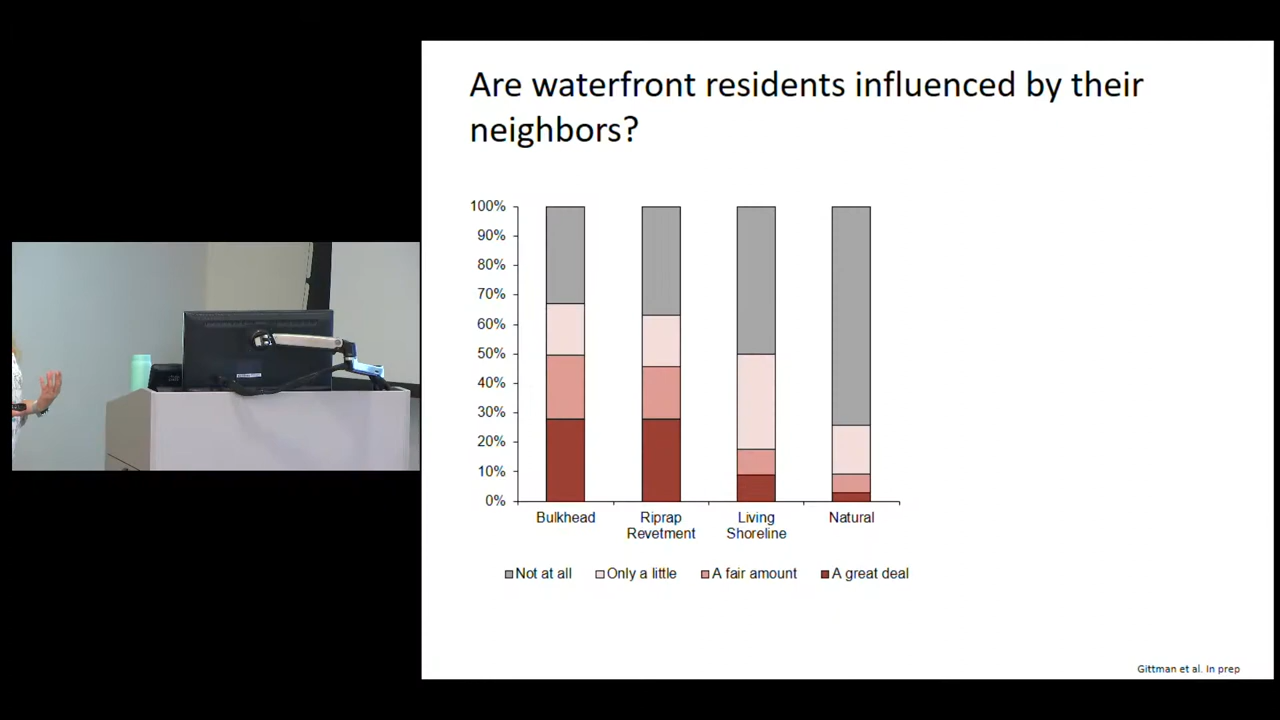 Are waterfront residents influenced by their
neighbors?
100%
90%
80%
70%
60%
50%
40%
30%
20%
10%
0%
Bulkhead
Riprap
Revetment
Living
Shoreline
Natural
Not at all
Only a little
A fair amount
A great deal
Gittman et al. In prep